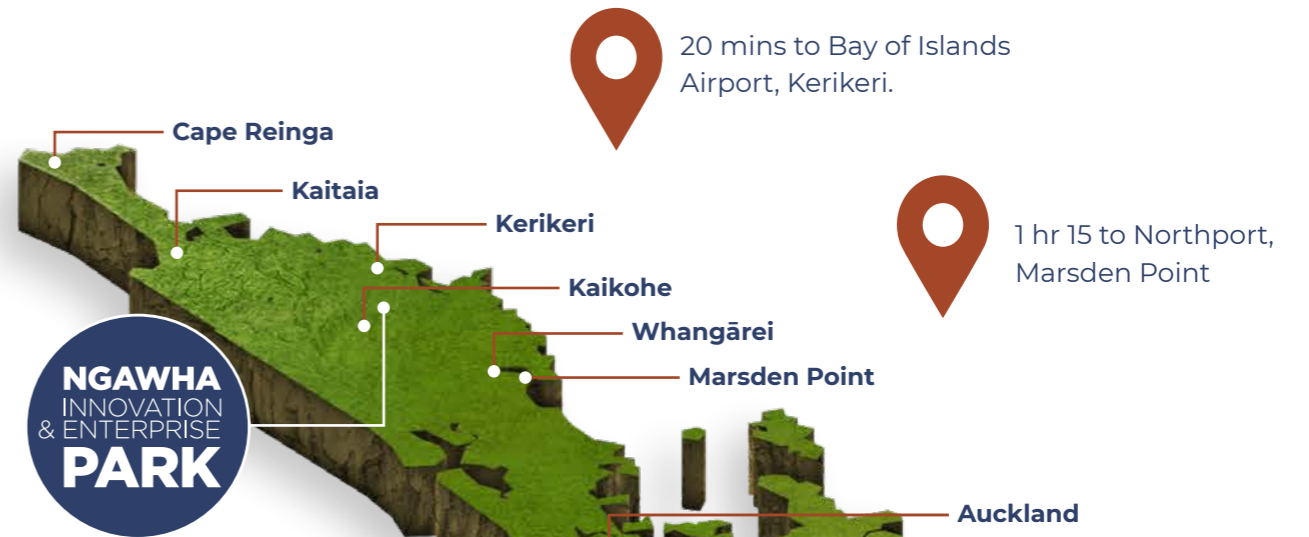 20 mins to Bay of Islands
Airport, Kerikeri.
Cape Reinga
Kaitaia
Kerikeri
1 hr 15 to Northport,
Marsden Point
Kaikohe
Whangārei
Marsden Point
NGAWHA
INNOVATION
& ENTERPRISE
PARK
Auckland